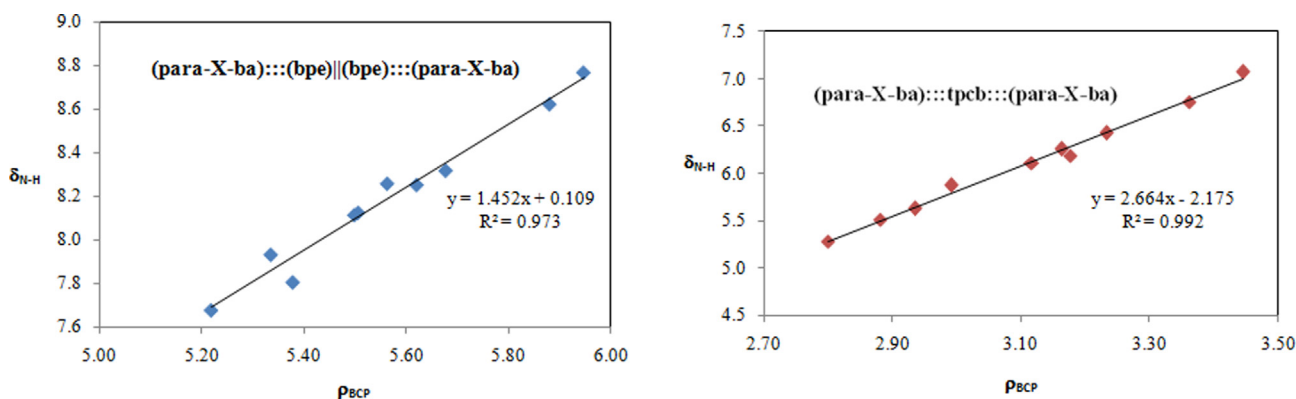 9.0
8.8
8.6
8.4
8.2
8.0
7.8
7.6
δN-H
(para-X-ba):::(bpe)||(bpe):::(para-X-ba)
y = 1.452x + 0.109
R² = 0.973
5.00 5.20 5.40 5.60 5.80 6.00
ρBCP
7.5
7.0
6.5
6.0
5.5
5.0
4.5
δN-H
(para-X-ba):::tpcb:::(para-X-ba)
y = 2.664x - 2.175
R² = 0.992
2.70 2.90 3.10 3.30 3.50
ρBCP